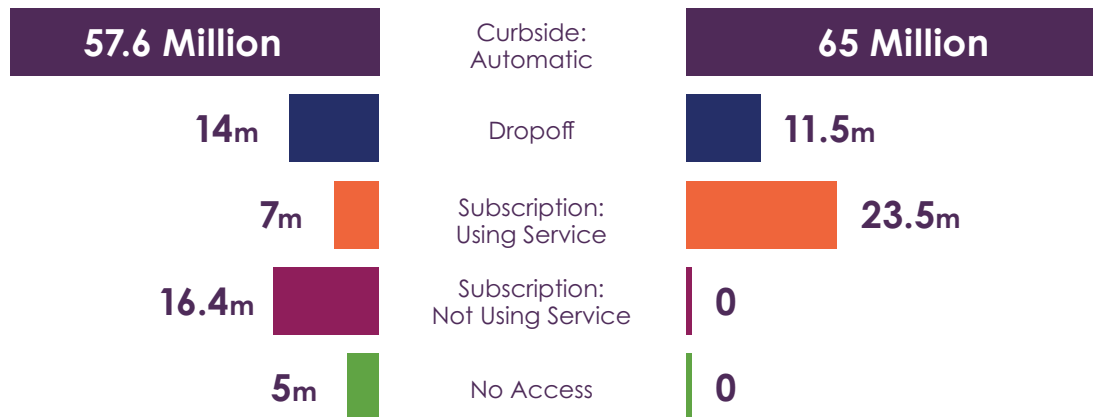 57.6 Million
Curbside:
Automatic
65 Million
14m
Dropoff
11.5m
7m
Subscription:
Using Service
23.5m
16.4m
Subscription:
Not Using Service
0
5m
No Access
0